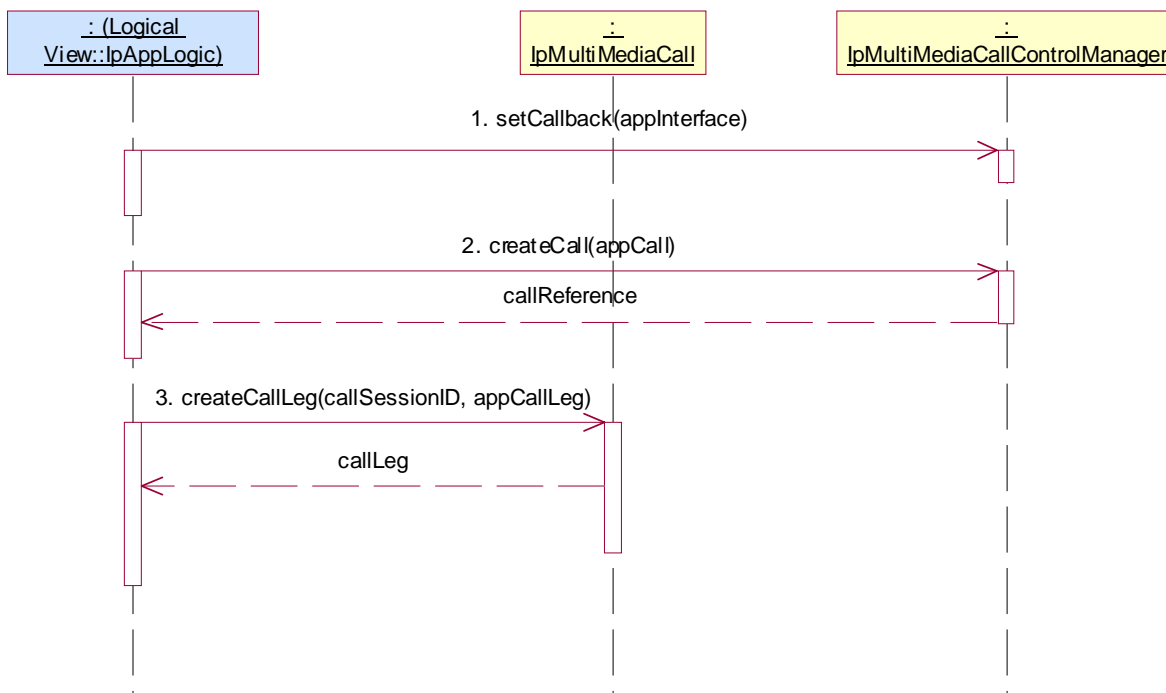 : (Logical
View::IpAppLogic)
:
IpMultiMediaCall
:
IpMultiMediaCallControlManager
1. setCallback(appInterface)
2. createCall(appCall)
callReference
3. createCallLeg(callSessionID, appCallLeg)
callLeg